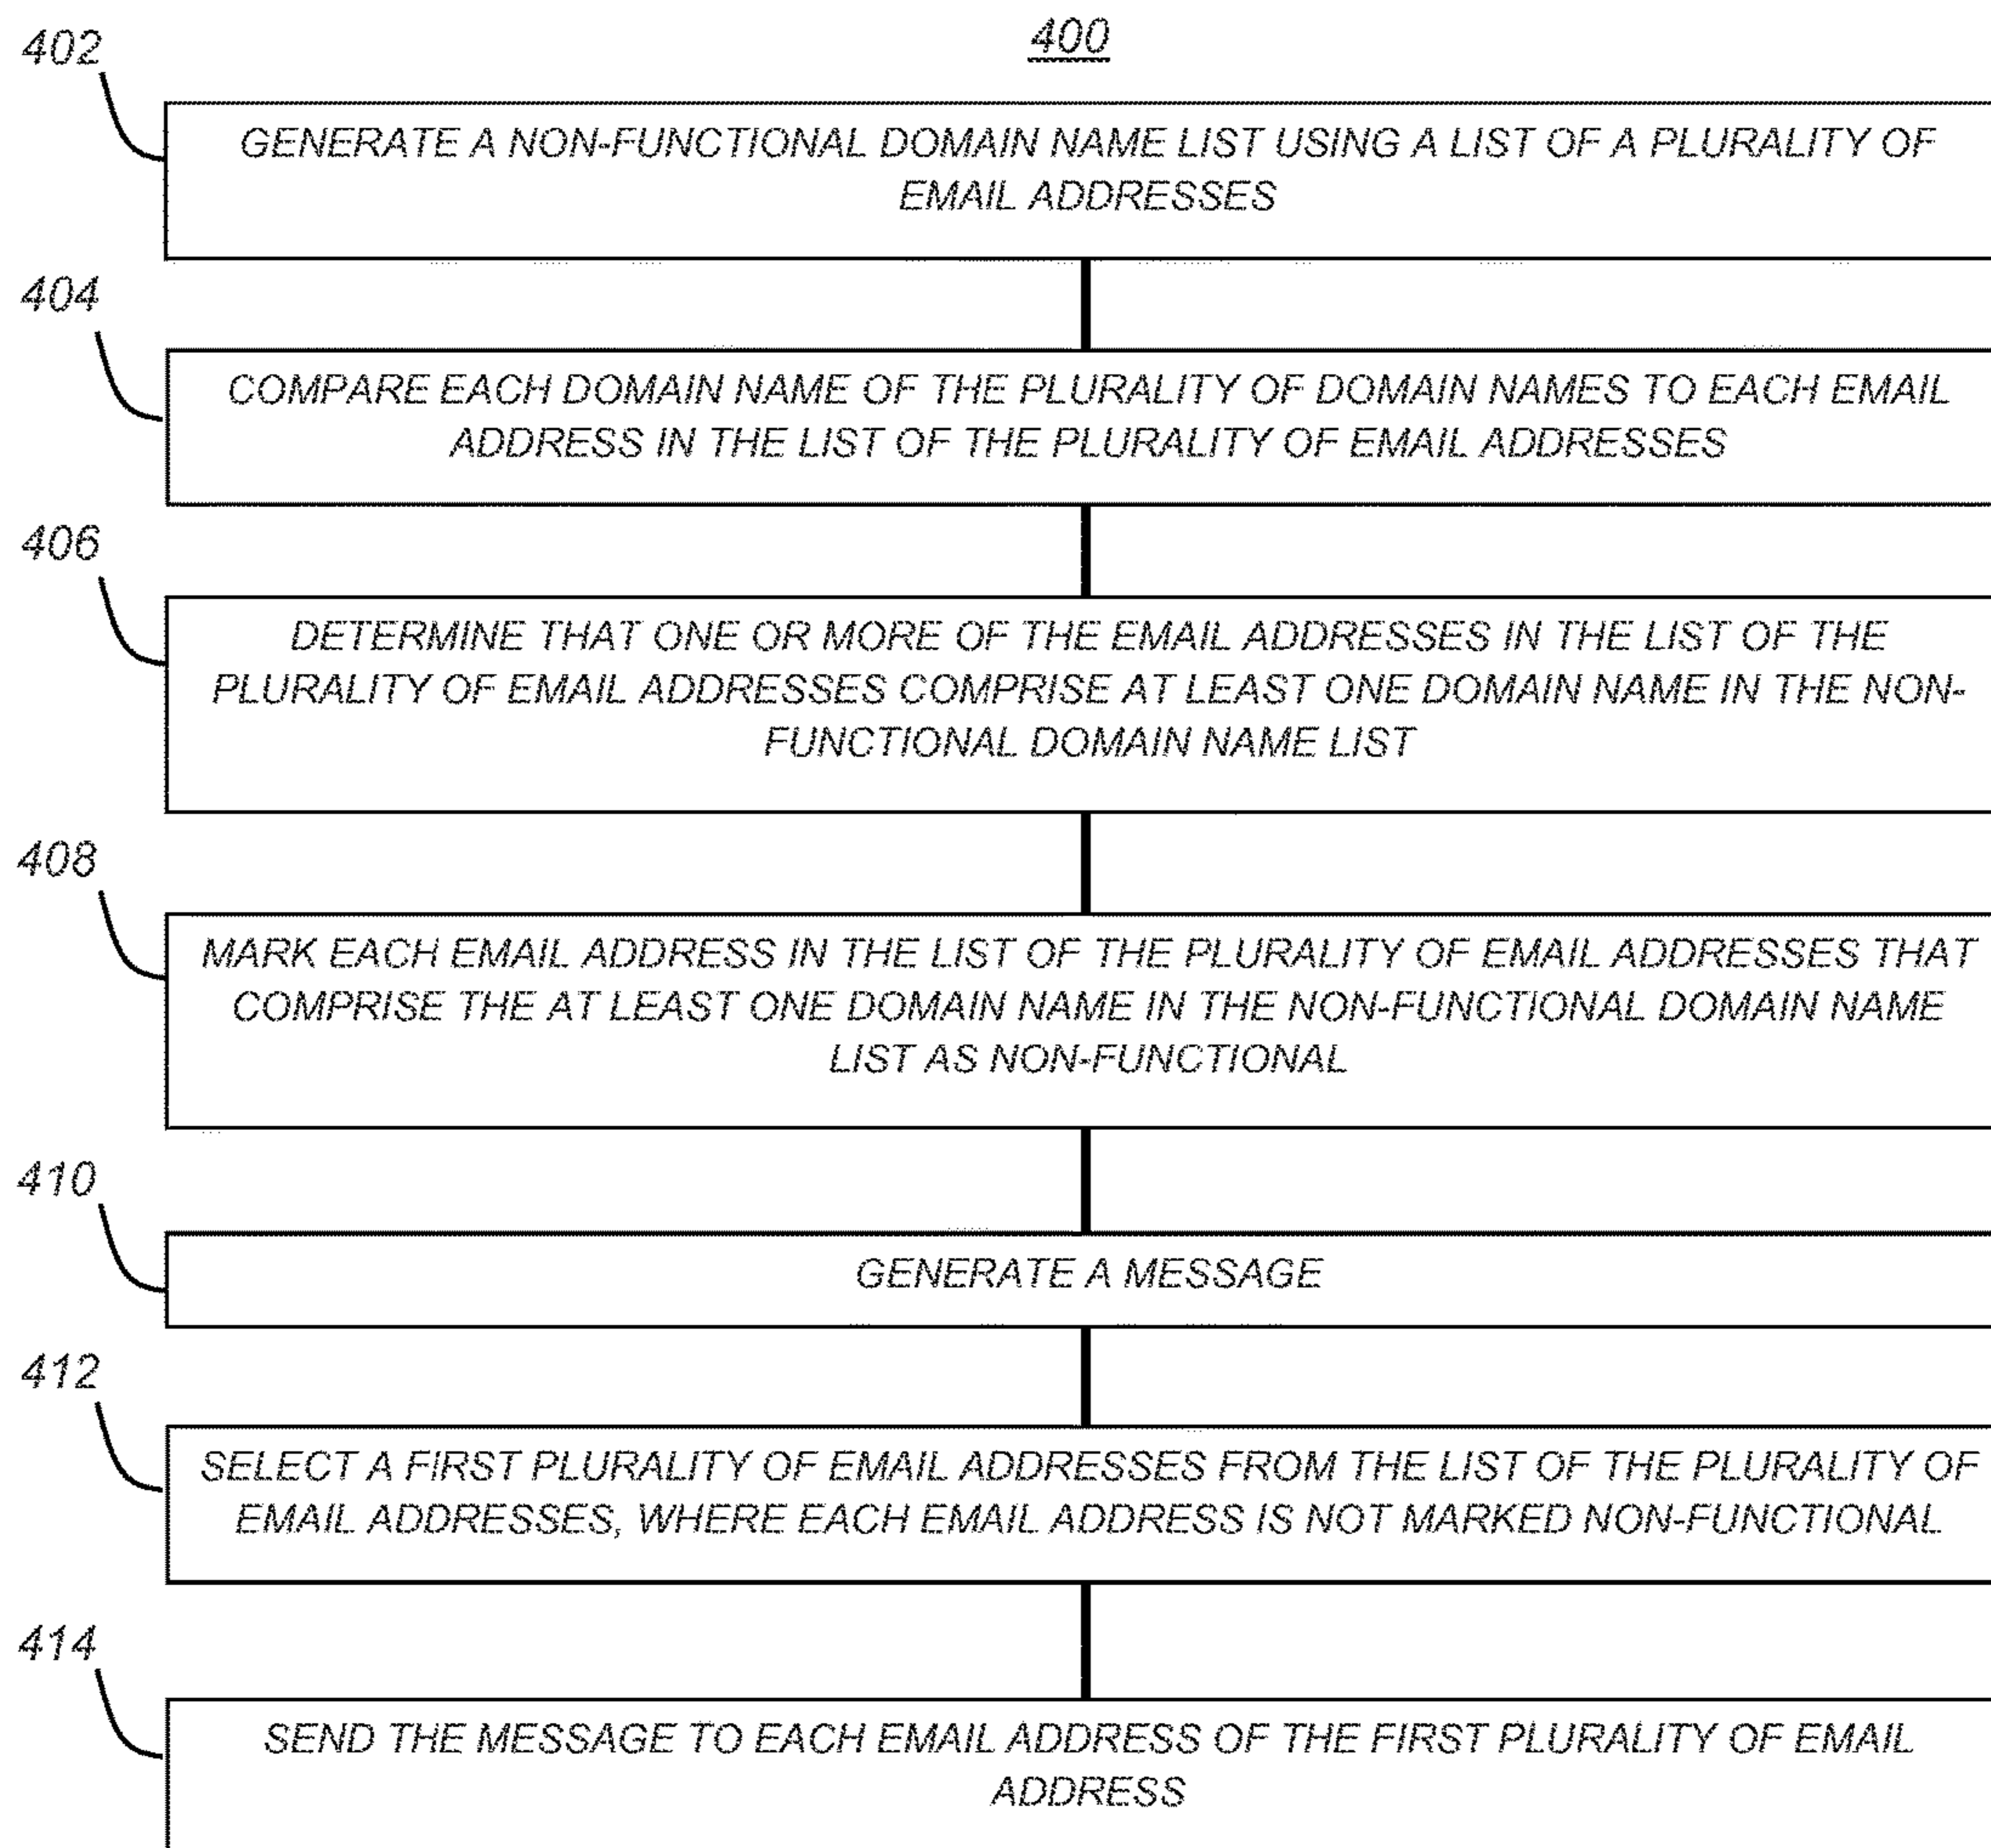 400
402
GENERATE A NON-FUNCTIONAL DOMAIN NAME LIST USING A LIST OF A PLURALITY OF
EMAIL ADDRESSES
404
COMPARE EACH DOMAIN NAME OF THE PLURALITY OF DOMAIN NAMES TO EACH EMAIL
ADDRESS IN THE LIST OF THE PLURALITY OF EMAIL ADDRESSES
406
DETERMINE THAT ONE OR MORE OF THE EMAIL ADDRESSES IN THE LIST OF THE
PLURALITY OF EMAIL ADDRESSES COMPRISE AT LEAST ONE DOMAIN NAME IN THE NON-
FUNCTIONAL DOMAIN NAME LIST
408
MARK EACH EMAIL ADDRESS IN THE LIST OF THE PLURALITY OF EMAIL ADDRESSES THAT
COMPRISE THE AT LEAST ONE DOMAIN NAME IN THE NON-FUNCTIONAL DOMAIN NAME
LIST AS NON-FUNCTIONAL
410
GENERATE A MESSAGE
412
SELECT A FIRST PLURALITY OF EMAIL ADDRESSES FROM THE LIST OF THE PLURALITY OF
EMAIL ADDRESSES, WHERE EACH EMAIL ADDRESS IS NOT MARKED NON-FUNCTIONAL
414
SEND THE MESSAGE TO EACH EMAIL ADDRESS OF THE FIRST PLURALITY OF EMAIL
ADDRESS